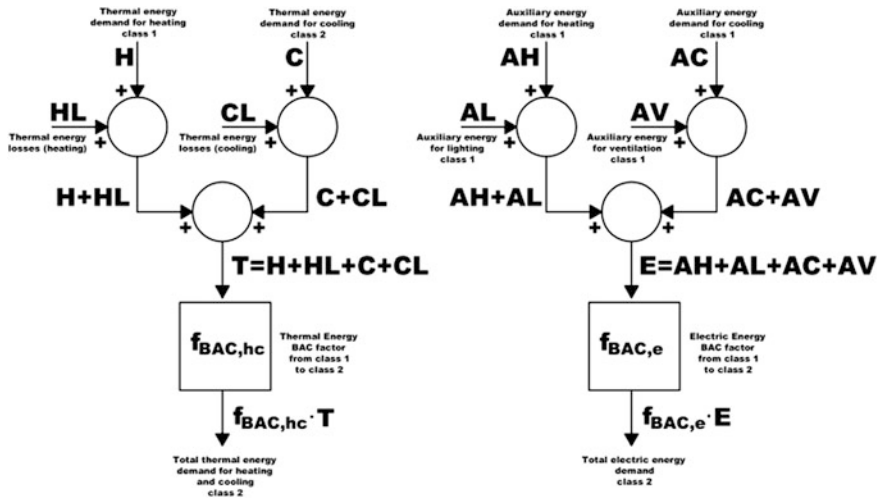 Thermal energy
demand for heating
class 1
H
+
HL
+
Thermal energy
losses (heating)
Thermal energy
demand for cooling
class 2
C
+
CL
+
Thermal energy
losses (cooling)
H+HL
C+CL
+
+
T=H+HL+C+CL
fBAC,hc
Thermal Energy
BAC factor
from class 1
to class 2
fBAC,hc · T
Total thermal energy
demand for heating
and cooling
class 2
Auxiliary energy
demand for heating
class 1
AH
+
AL
+
Auxiliary energy
for lighting
class 1
Auxiliary energy
demand for cooling
class 1
AC
+
AV
+
Auxiliary energy
for ventilation
class 1
AH+AL
AC+AV
+
+
E=AH+AL+AC+AV
fBAC,e
Electric Energy
BAC factor
from class 1
to class 2
fBAC,e · E
Total electric energy
demand
class 2